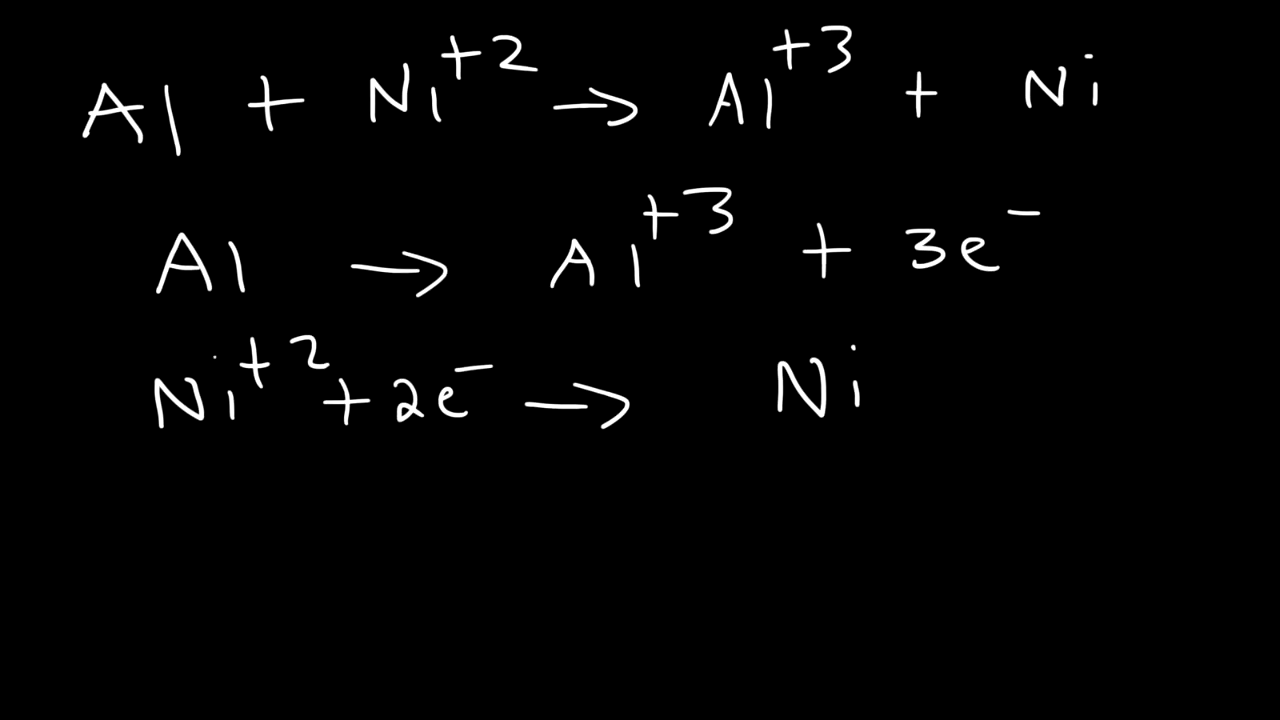 Al + Ni⁺² → Al⁺³ + Ni
Al → Al⁺³ + 3e⁻
Ni⁺² + 2e⁻ → Ni